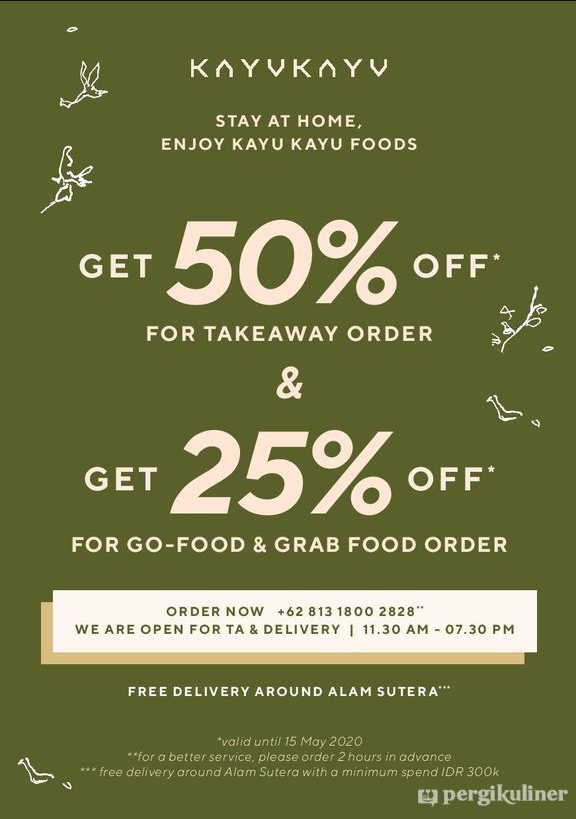 KAYUKAYU
STAY AT HOME,
ENJOY KAYU KAYU FOODS
GET 50% OFF*
FOR TAKEAWAY ORDER
&
GET 25% OFF*
FOR GO-FOOD & GRAB FOOD ORDER
ORDER NOW +62 813 1800 2828**
WE ARE OPEN FOR TA & DELIVERY | 11.30 AM - 07.30 PM
FREE DELIVERY AROUND ALAM SUTERA***
*valid until 15 May 2020
**for a better service, please order 2 hours in advance
*** free delivery around Alam Sutera with a minimum spend IDR 300k
pergikuliner